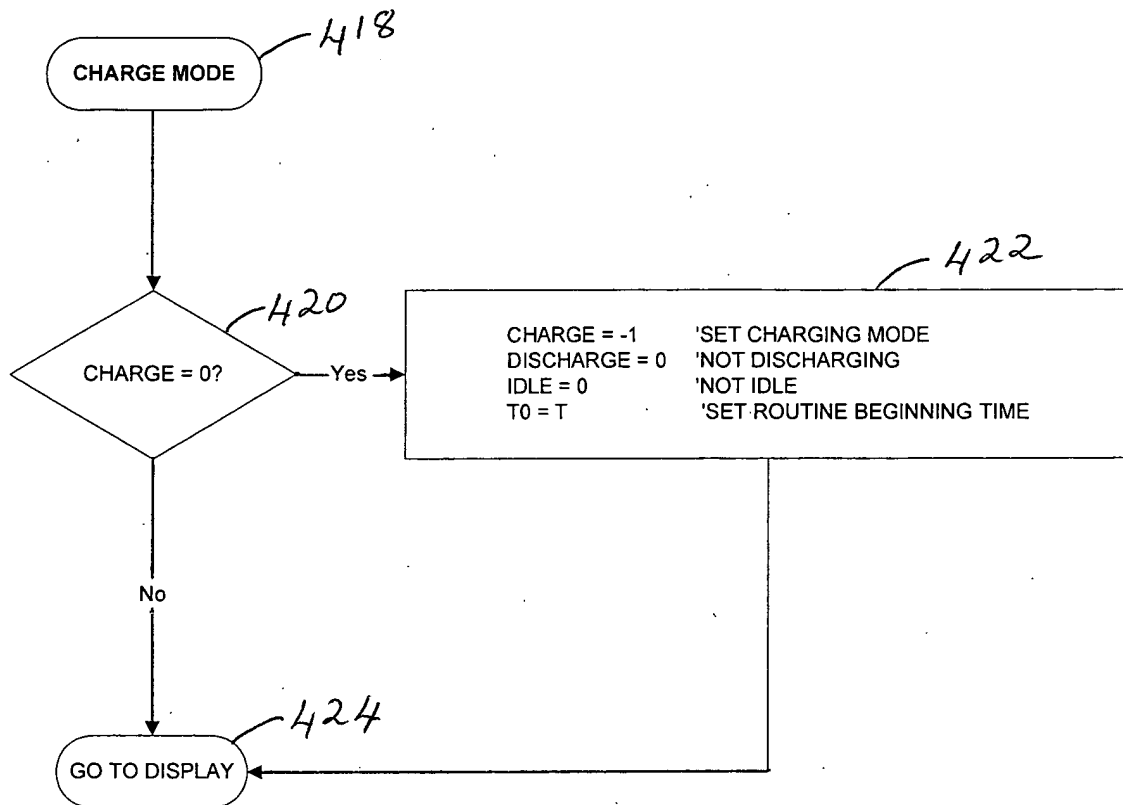 418
CHARGE MODE
420
CHARGE = 0?
Yes
422
CHARGE = -1 'SET CHARGING MODE
DISCHARGE = 0 'NOT DISCHARGING
IDLE = 0 'NOT IDLE
T0 = T 'SET ROUTINE BEGINNING TIME
No
424
GO TO DISPLAY